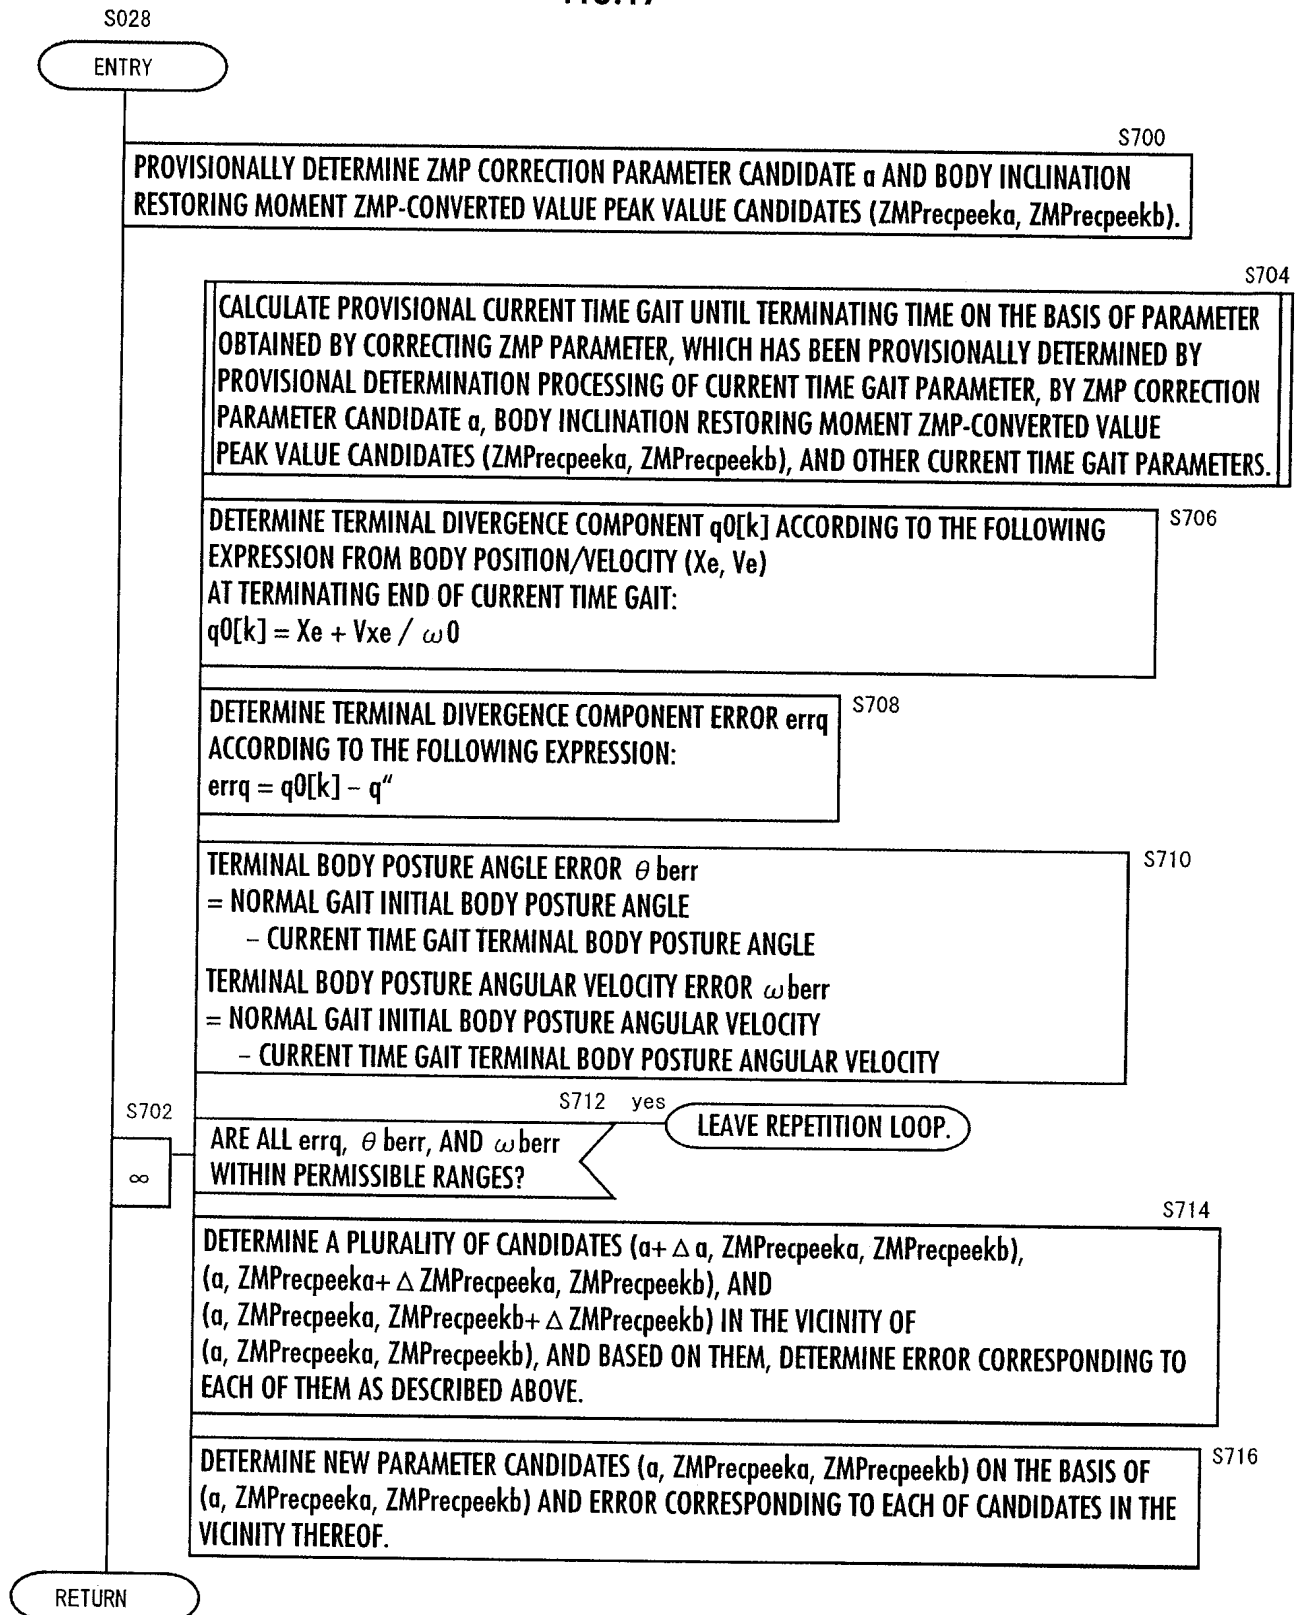 S028
ENTRY
S700
PROVISIONALLY DETERMINE ZMP CORRECTION PARAMETER CANDIDATE a AND BODY INCLINATION
RESTORING MOMENT ZMP-CONVERTED VALUE PEAK VALUE CANDIDATES (ZMPrecpeeka, ZMPrecpeekb).
S704
CALCULATE PROVISIONAL CURRENT TIME GAIT UNTIL TERMINATING TIME ON THE BASIS OF PARAMETER
OBTAINED BY CORRECTING ZMP PARAMETER, WHICH HAS BEEN PROVISIONALLY DETERMINED BY
PROVISIONAL DETERMINATION PROCESSING OF CURRENT TIME GAIT PARAMETER, BY ZMP CORRECTION
PARAMETER CANDIDATE a, BODY INCLINATION RESTORING MOMENT ZMP-CONVERTED VALUE
PEAK VALUE CANDIDATES (ZMPrecpeeka, ZMPrecpeekb), AND OTHER CURRENT TIME GAIT PARAMETERS.
DETERMINE TERMINAL DIVERGENCE COMPONENT q0[k] ACCORDING TO THE FOLLOWING
S706
EXPRESSION FROM BODY POSITION/VELOCITY (Xe, Ve)
AT TERMINATING END OF CURRENT TIME GAIT:
q0[k] = Xe + Vxe / ω0
DETERMINE TERMINAL DIVERGENCE COMPONENT ERROR errq
S708
ACCORDING TO THE FOLLOWING EXPRESSION:
errq = q0[k] – q“
TERMINAL BODY POSTURE ANGLE ERROR θ berr
S710
= NORMAL GAIT INITIAL BODY POSTURE ANGLE
– CURRENT TIME GAIT TERMINAL BODY POSTURE ANGLE
TERMINAL BODY POSTURE ANGULAR VELOCITY ERROR ω berr
= NORMAL GAIT INITIAL BODY POSTURE ANGULAR VELOCITY
– CURRENT TIME GAIT TERMINAL BODY POSTURE ANGULAR VELOCITY
S702
∞
S712 yes
LEAVE REPETITION LOOP.
ARE ALL errq, θ berr, AND ω berr
WITHIN PERMISSIBLE RANGES?
S714
DETERMINE A PLURALITY OF CANDIDATES (a+ Δ a, ZMPrecpeeka, ZMPrecpeekb),
(a, ZMPrecpeeka+ Δ ZMPrecpeeka, ZMPrecpeekb), AND
(a, ZMPrecpeeka, ZMPrecpeekb+ Δ ZMPrecpeekb) IN THE VICINITY OF
(a, ZMPrecpeeka, ZMPrecpeekb), AND BASED ON THEM, DETERMINE ERROR CORRESPONDING TO
EACH OF THEM AS DESCRIBED ABOVE.
S716
DETERMINE NEW PARAMETER CANDIDATES (a, ZMPrecpeeka, ZMPrecpeekb) ON THE BASIS OF
(a, ZMPrecpeeka, ZMPrecpeekb) AND ERROR CORRESPONDING TO EACH OF CANDIDATES IN THE
VICINITY THEREOF.
RETURN